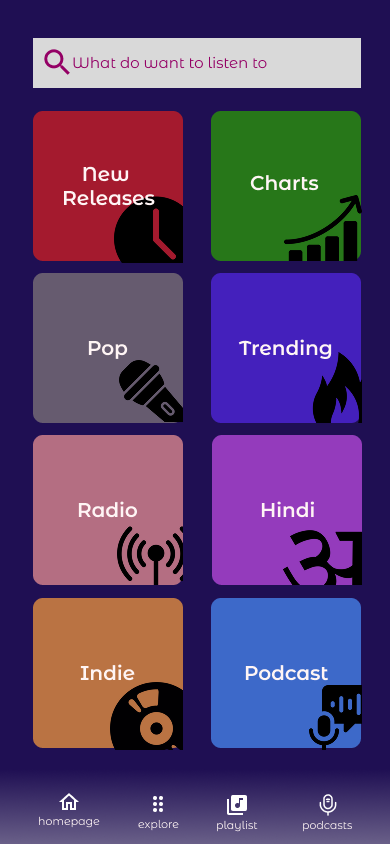 What do want to listen to
New
Releases
Charts
Pop
Trending
Radio
Hindi
अ
Indie
Podcast
homepage
explore
playlist
podcasts